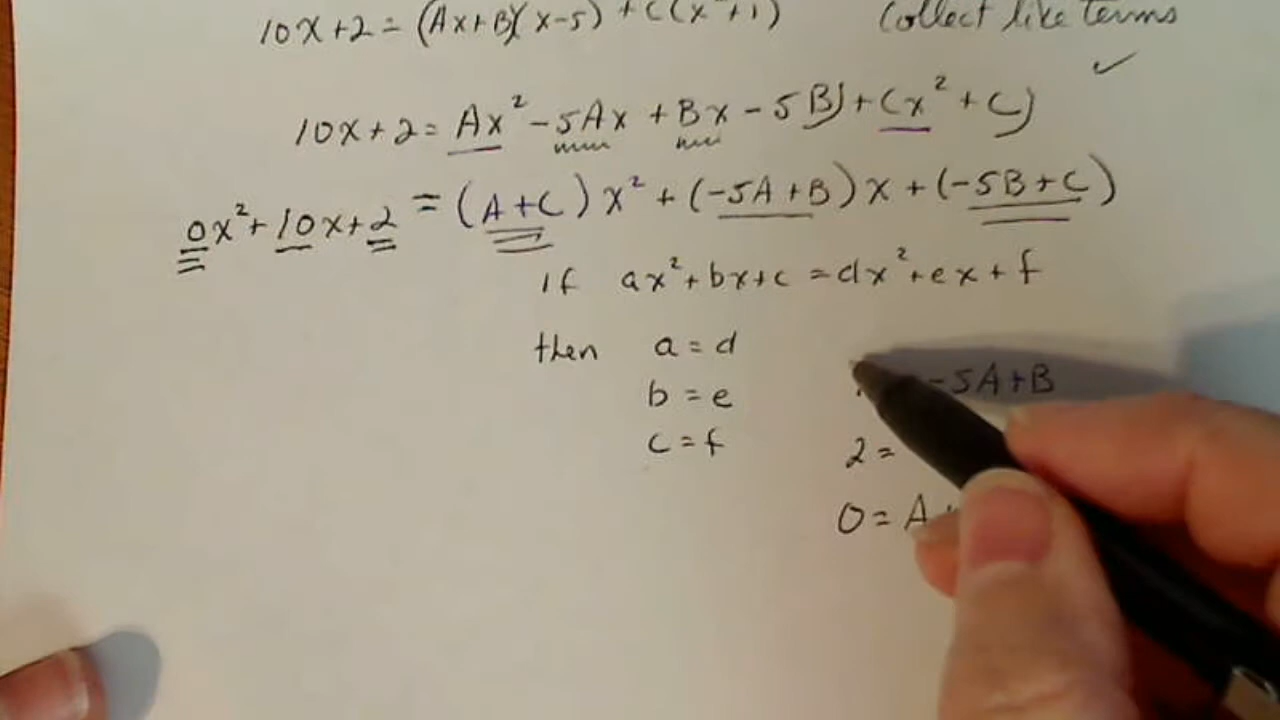 10x+2=(Ax+B)(x-5)+C(x²+1) Collect like terms
✓
10x+2=Ax²-5Ax+Bx-5B)+(Cx²+C)
0x²+10x+2=(A+C)x²+(-5A+B)x+(-5B+C)
If ax²+bx+c=dx²+ex+f
then a=d
-5A+B
b=e
c=f
2=
0=A